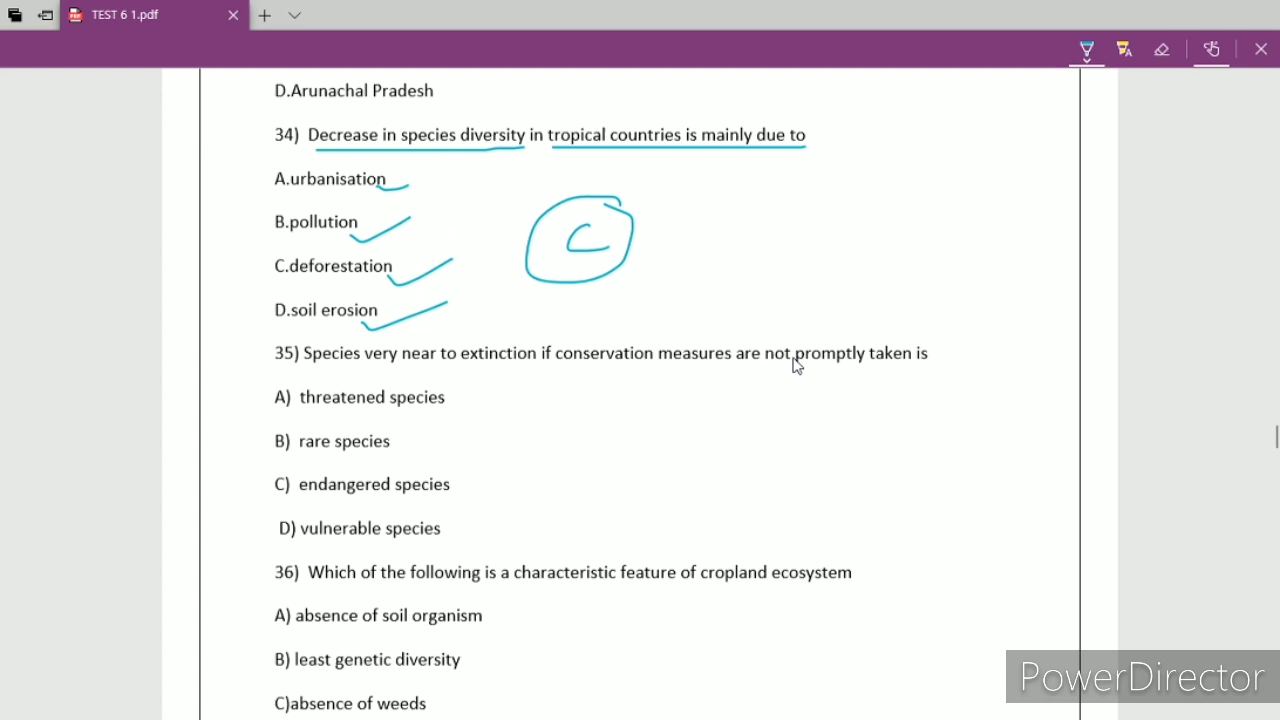 TEST 6 1.pdf
D.Arunachal Pradesh
34) Decrease in species diversity in tropical countries is mainly due to
A.urbanisation
B.pollution
C
C.deforestation
D.soil erosion
35) Species very near to extinction if conservation measures are not promptly taken is
A) threatened species
B) rare species
C) endangered species
D) vulnerable species
36) Which of the following is a characteristic feature of cropland ecosystem
A) absence of soil organism
B) least genetic diversity
C)absence of weeds
PowerDirector